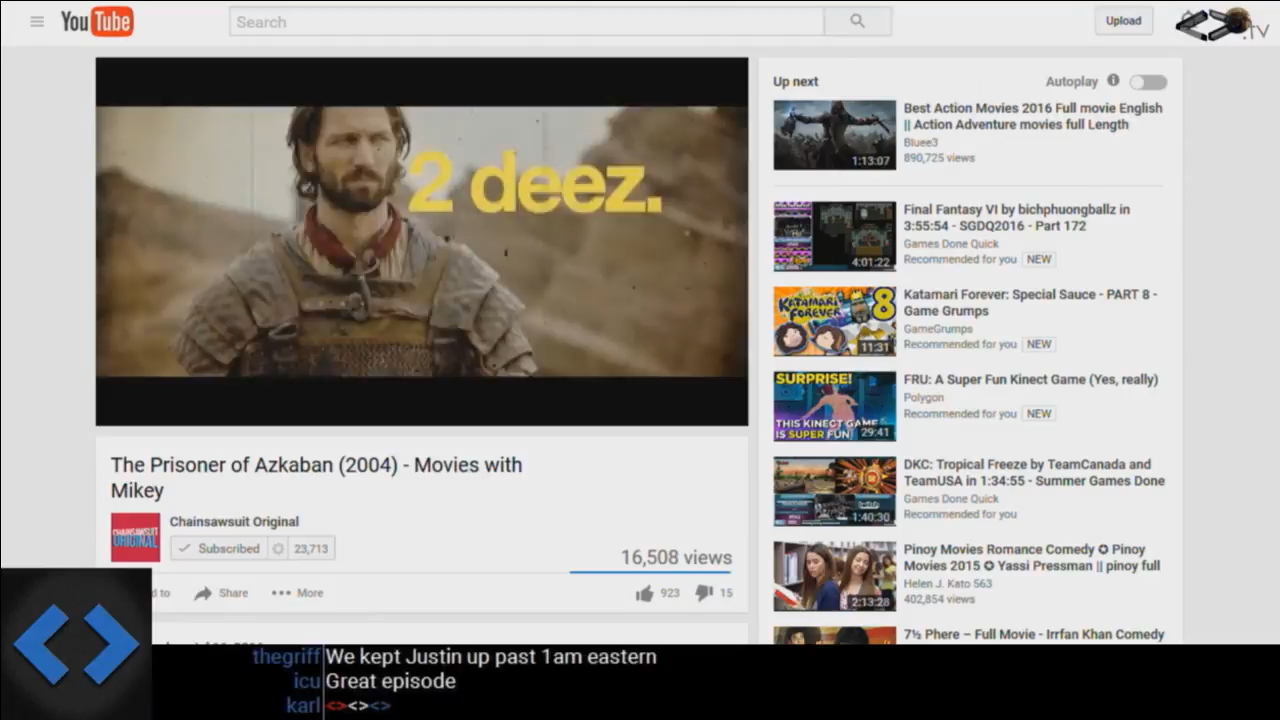 YouTube
Search
Upload
.TV
2 deez.
The Prisoner of Azkaban (2004) - Movies with
Mikey
CHAINSAWSUIT
ORIGINAL
Chainsawsuit Original
Subscribed
23,713
16,508 views
d to
Share
More
923
15
Up next
Autoplay
1:13:07
Best Action Movies 2016 Full movie English
|| Action Adventure movies full Length
Bluee3
890,725 views
4:01:22
Final Fantasy VI by bichphuongballz in
3:55:54 - SGDQ2016 - Part 172
Games Done Quick
Recommended for you NEW
KATAMARI
FOREVER
8
11:31
Katamari Forever: Special Sauce - PART 8 -
Game Grumps
GameGrumps
Recommended for you NEW
SURPRISE!
THIS KINECT GAME
IS SUPER FUN!
29:41
FRU: A Super Fun Kinect Game (Yes, really)
Polygon
Recommended for you NEW
twitch
1:40:30
DKC: Tropical Freeze by TeamCanada and
TeamUSA in 1:34:55 - Summer Games Done
Games Done Quick
Recommended for you
2:13:28
Pinoy Movies Romance Comedy ✪ Pinoy
Movies 2015 ✪ Yassi Pressman || pinoy full
Helen J. Kato 563
402,854 views
7½ Phere – Full Movie - Irrfan Khan Comedy
thegriff We kept Justin up past 1am eastern
icu Great episode
karl <><><>